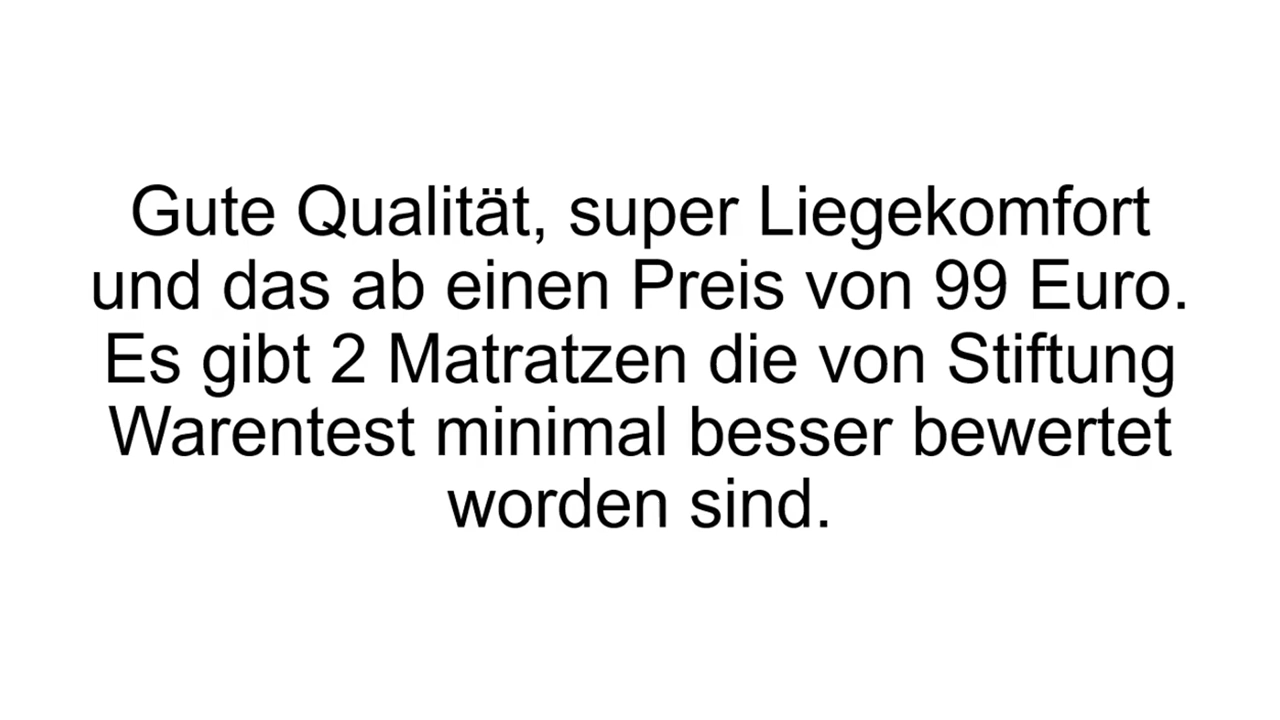 Gute Qualität, super Liegekomfort
und das ab einen Preis von 99 Euro.
Es gibt 2 Matratzen die von Stiftung
Warentest minimal besser bewertet
worden sind.